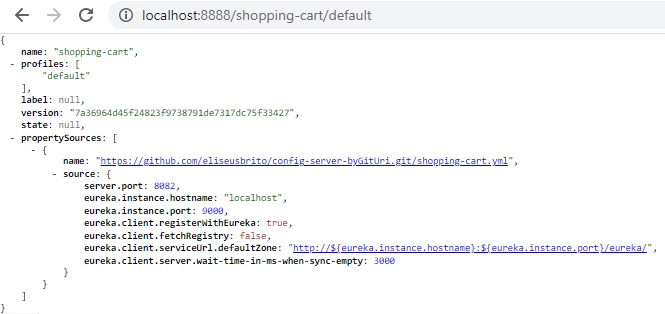 localhost:8888/shopping-cart/default
{
name: "shopping-cart",
- profiles: [
"default"
],
label: null,
version: "7a36964d45f24823f9738791de7317dc75f33427",
state: null,
- propertySources: [
- {
name: "https://github.com/eliseusbrito/config-server-byGitUri.git/shopping-cart.yml",
- source: {
server.port: 8082,
eureka.instance.hostname: "localhost",
eureka.instance.port: 9000,
eureka.client.registerWithEureka: true,
eureka.client.fetchRegistry: false,
eureka.client.serviceUrl.defaultZone: "http://${eureka.instance.hostname}:${eureka.instance.port}/eureka/",
eureka.client.server.wait-time-in-ms-when-sync-empty: 3000
}
}
]
}